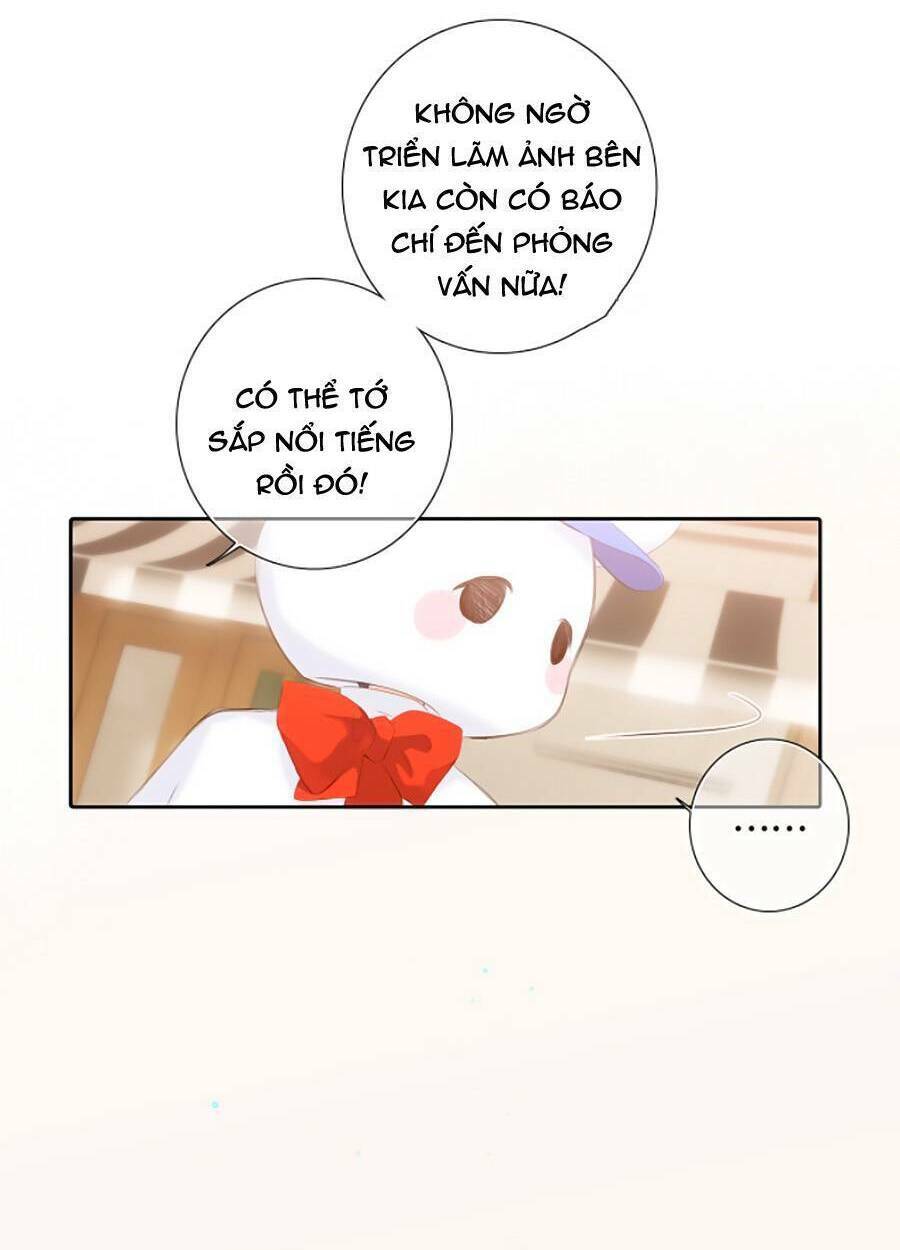 KHÔNG NGỜ
TRIỂN LÃM ẢNH BÊN
KIA CÒN CÓ BÁO
CHÍ ĐẾN PHỎNG
VẤN NỮA!
CÓ THỂ TỚ
SẮP NỔI TIẾNG
RỒI ĐÓ!
......